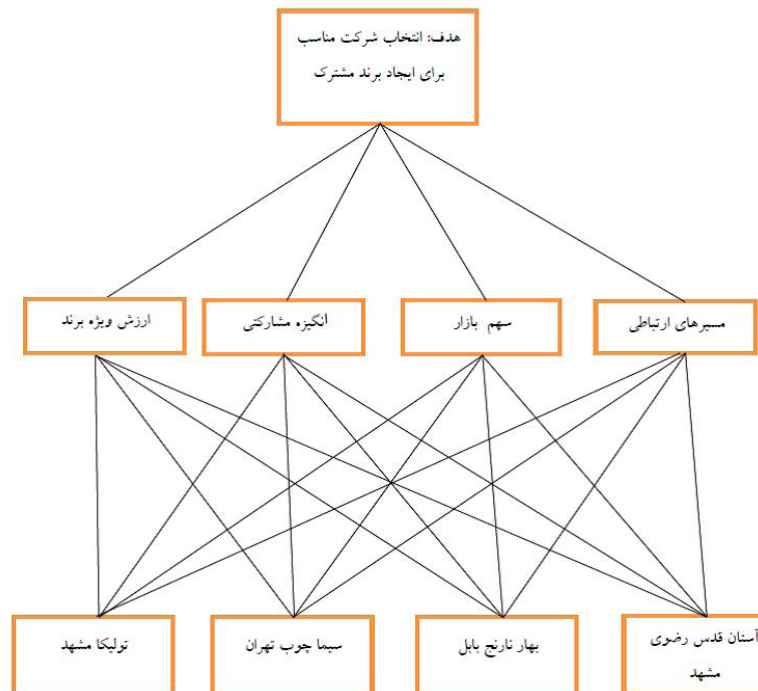 هدف: انتخاب شرکت مناسب
برای ایجاد برند مشترک
مسیرهای ارتباطی
سهم بازار
انگیزه مشارکتی
ارزش ویژه برند
آستان قدس رضوی
مشهد
بهار نارنج بابل
سیما چوب تهران
تولیکا مشهد